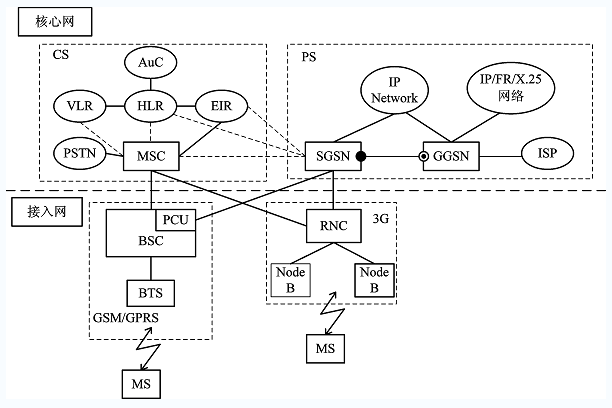 核心网
CS
PS
AuC
IP
Network
IP/FR/X.25
网络
VLR
HLR
EIR
PSTN
MSC
SGSN
GGSN
ISP
接入网
PCU
BSC
RNC
3G
Node
B
Node
B
BTS
GSM/GPRS
MS
MS